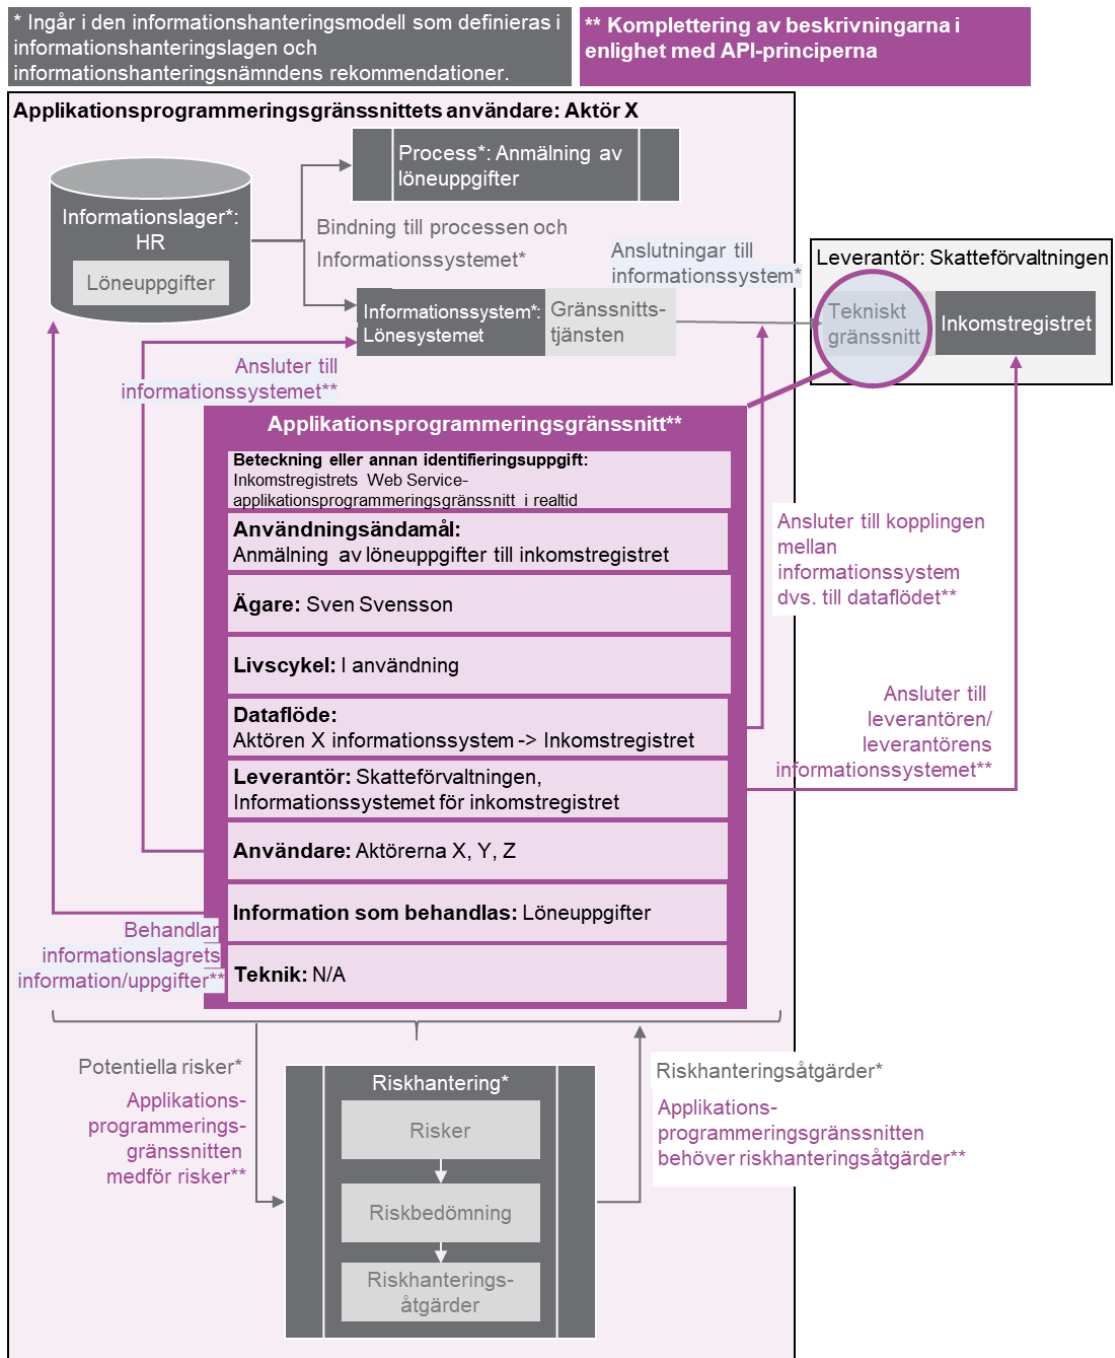 * Ingår i den informationshanteringsmodell som definieras i
informationshanteringslagen och
informationshanteringsnämndens rekommendationer.
** Komplettering av beskrivningarna i
enlighet med API-principerna
Applikationsprogrammeringsgränssnittets användare: Aktör X
Process*: Anmälning av
löneuppgifter
Informationslager*:
HR
Löneuppgifter
Bindning till processen och
Informationssystemet*
Anslutningar till
informationssystem*
Leverantör: Skatteförvaltningen
Informationssystem*:
Lönesystemet
Gränssnitts-
tjänsten
Tekniskt
gränssnitt
Inkomstregistret
Ansluter till
informationssystemet**
Applikationsprogrammeringsgränssnitt**
Beteckning eller annan identifieringsuppgift:
Inkomstregistrets Web Service-
applikationsprogrammeringsgränssnitt i realtid
Användningsändamål:
Anmälning av löneuppgifter till inkomstregistret
Ägare: Sven Svensson
Livscykel: I användning
Dataflöde:
Aktören X informationssystem -> Inkomstregistret
Leverantör: Skatteförvaltningen,
Informationssystemet för inkomstregistret
Användare: Aktörerna X, Y, Z
Information som behandlas: Löneuppgifter
Teknik: N/A
Ansluter till kopplingen
mellan
informationssystem
dvs. till dataflödet**
Ansluter till
leverantören/
leverantörens
informationssystemet**
Behandlar
informationslagrets
information/uppgifter**
Potentiella risker*
Applikations-
programmerings-
gränssnitten
medför risker**
Riskhantering*
Risker
Riskbedömning
Riskhanterings-
åtgärder
Riskhanteringsåtgärder*
Applikations-
programmeringsgränssnitten
behöver riskhanteringsåtgärder**